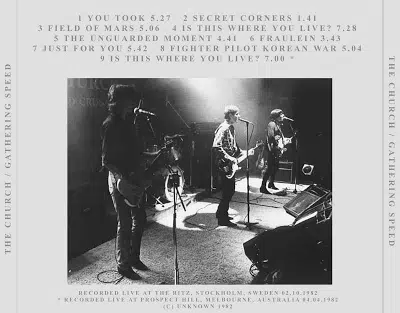 1 YOU TOOK 5.27 2 SECRET CORNERS 1.41
3 FIELD OF MARS 5.06 4 IS THIS WHERE YOU LIVE? 7.28
5 THE UNGUARDED MOMENT 4.41 6 FRAULEIN 3.43
7 JUST FOR YOU 5.42 8 FIGHTER PILOT KOREAN WAR 5.04
9 IS THIS WHERE YOU LIVE? 7.00 *
THE CHURCH / GATHERING SPEED
THE CHURCH / GATHERING SPEED
RECORDED LIVE AT THE RITZ, STOCKHOLM, SWEDEN 02.10.1982
* RECORDED LIVE AT PROSPECT HILL, MELBOURNE, AUSTRALIA 04.04.1982
(C) UNKNOWN 1982